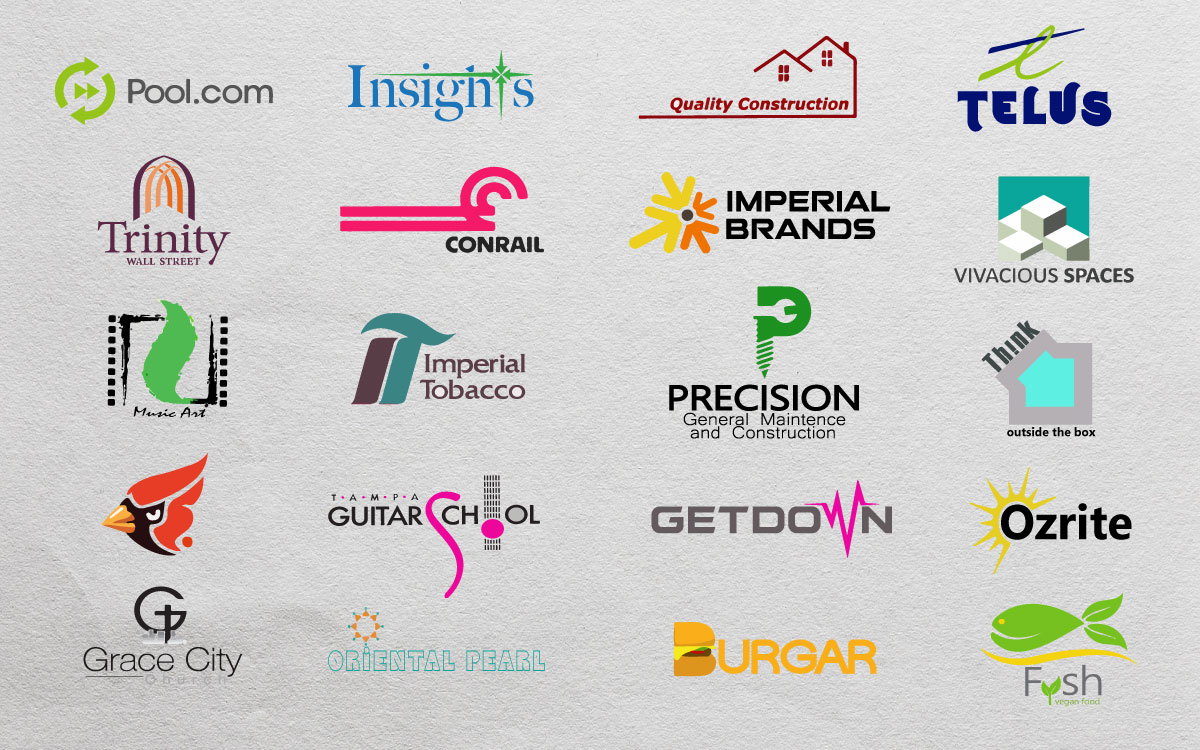 Pool.com
Insights
Quality Construction
TELUS
Trinity
WALL STREET
CONRAIL
IMPERIAL
BRANDS
VIVACIOUS SPACES
Music Art
Imperial
Tobacco
PRECISION
General Maintence
and Construction
Think
outside the box
TAMPA
GUITAR SCHOOL
GETDOWN
Ozrite
Grace City
Church
ORIENTAL PEARL
BURGAR
Fysh
vegan food